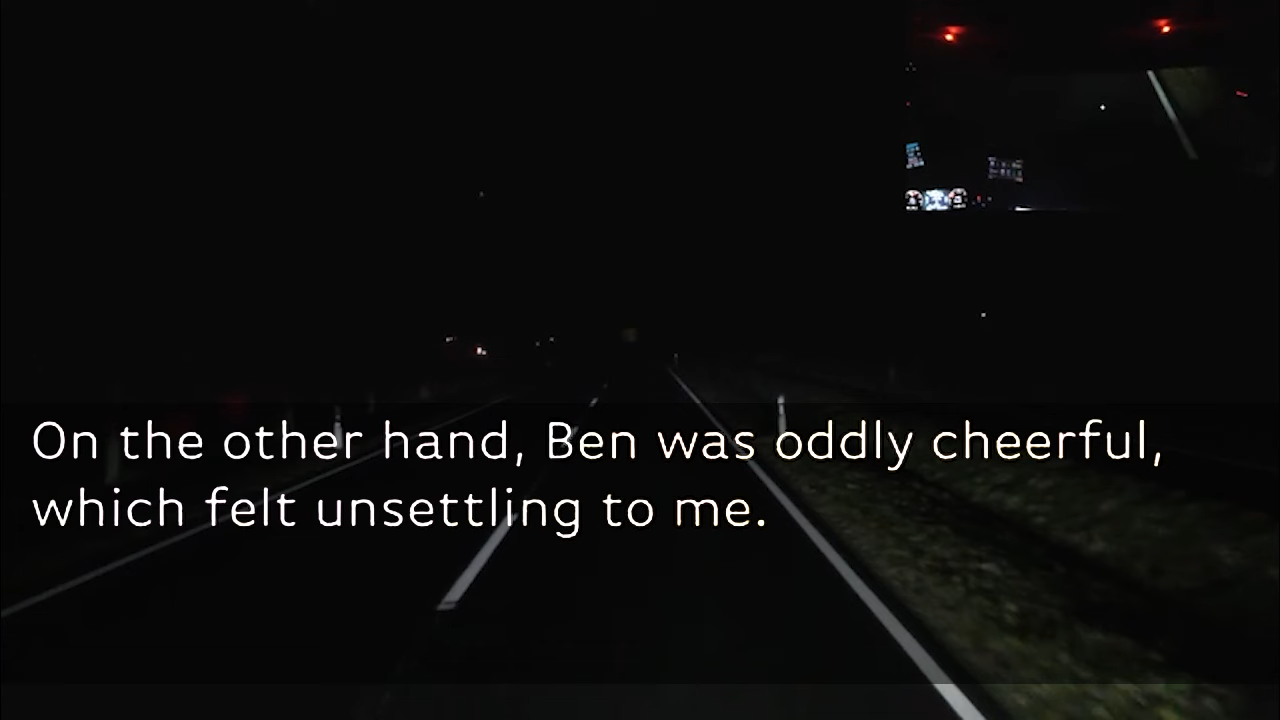 On the other hand, Ben was oddly cheerful,
which felt unsettling to me.